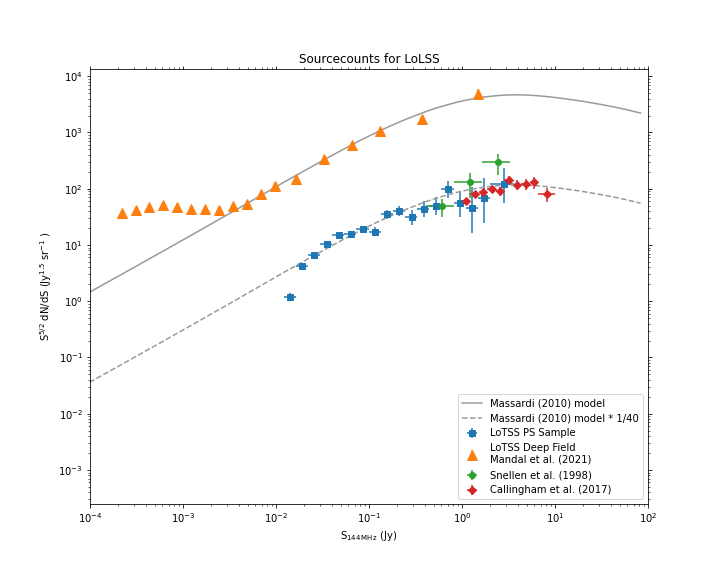 Sourcecounts for LoLSS
S^{5/2} dN/dS (Jy^{1.5} sr^{-1} )
10^{4}
10^{3}
10^{2}
10^{1}
10^{0}
10^{-1}
10^{-2}
10^{-3}
Massardi (2010) model
Massardi (2010) model * 1/40
LoTSS PS Sample
LoTSS Deep Field
Mandal et al. (2021)
Snellen et al. (1998)
Callingham et al. (2017)
10^{-4} 10^{-3} 10^{-2} 10^{-1} 10^{0} 10^{1} 10^{2}
S_{144MHz} (Jy)